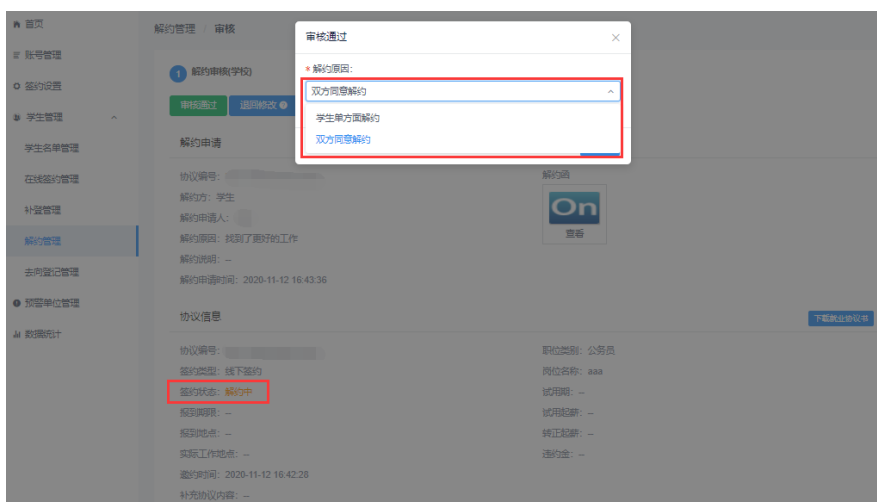 首页
账号管理
签约设置
学生管理
学生名单管理
在线签约管理
补登管理
解约管理
去向登记管理
预警单位管理
数据统计
解约管理 / 审核
1 解约审核(学校)
审核通过 退回修改
审核通过
* 解约原因:
双方同意解约
学生单方面解约
双方同意解约
解约申请
协议编号:
解约方: 学生
解约申请人:
解约原因: 找到了更好的工作
解约说明: --
解约申请时间: 2020-11-12 16:43:36
解约函
On
查看
协议信息
下载就业协议书
协议编号:
签约类型: 线下签约
签约状态: 解约中
报到期限: --
报到地点: --
实际工作地点: --
邀约时间: 2020-11-12 16:42:28
补充协议内容: --
职位类别: 公务员
岗位名称: aaa
试用期: --
试用起薪: --
转正起薪: --
违约金: --